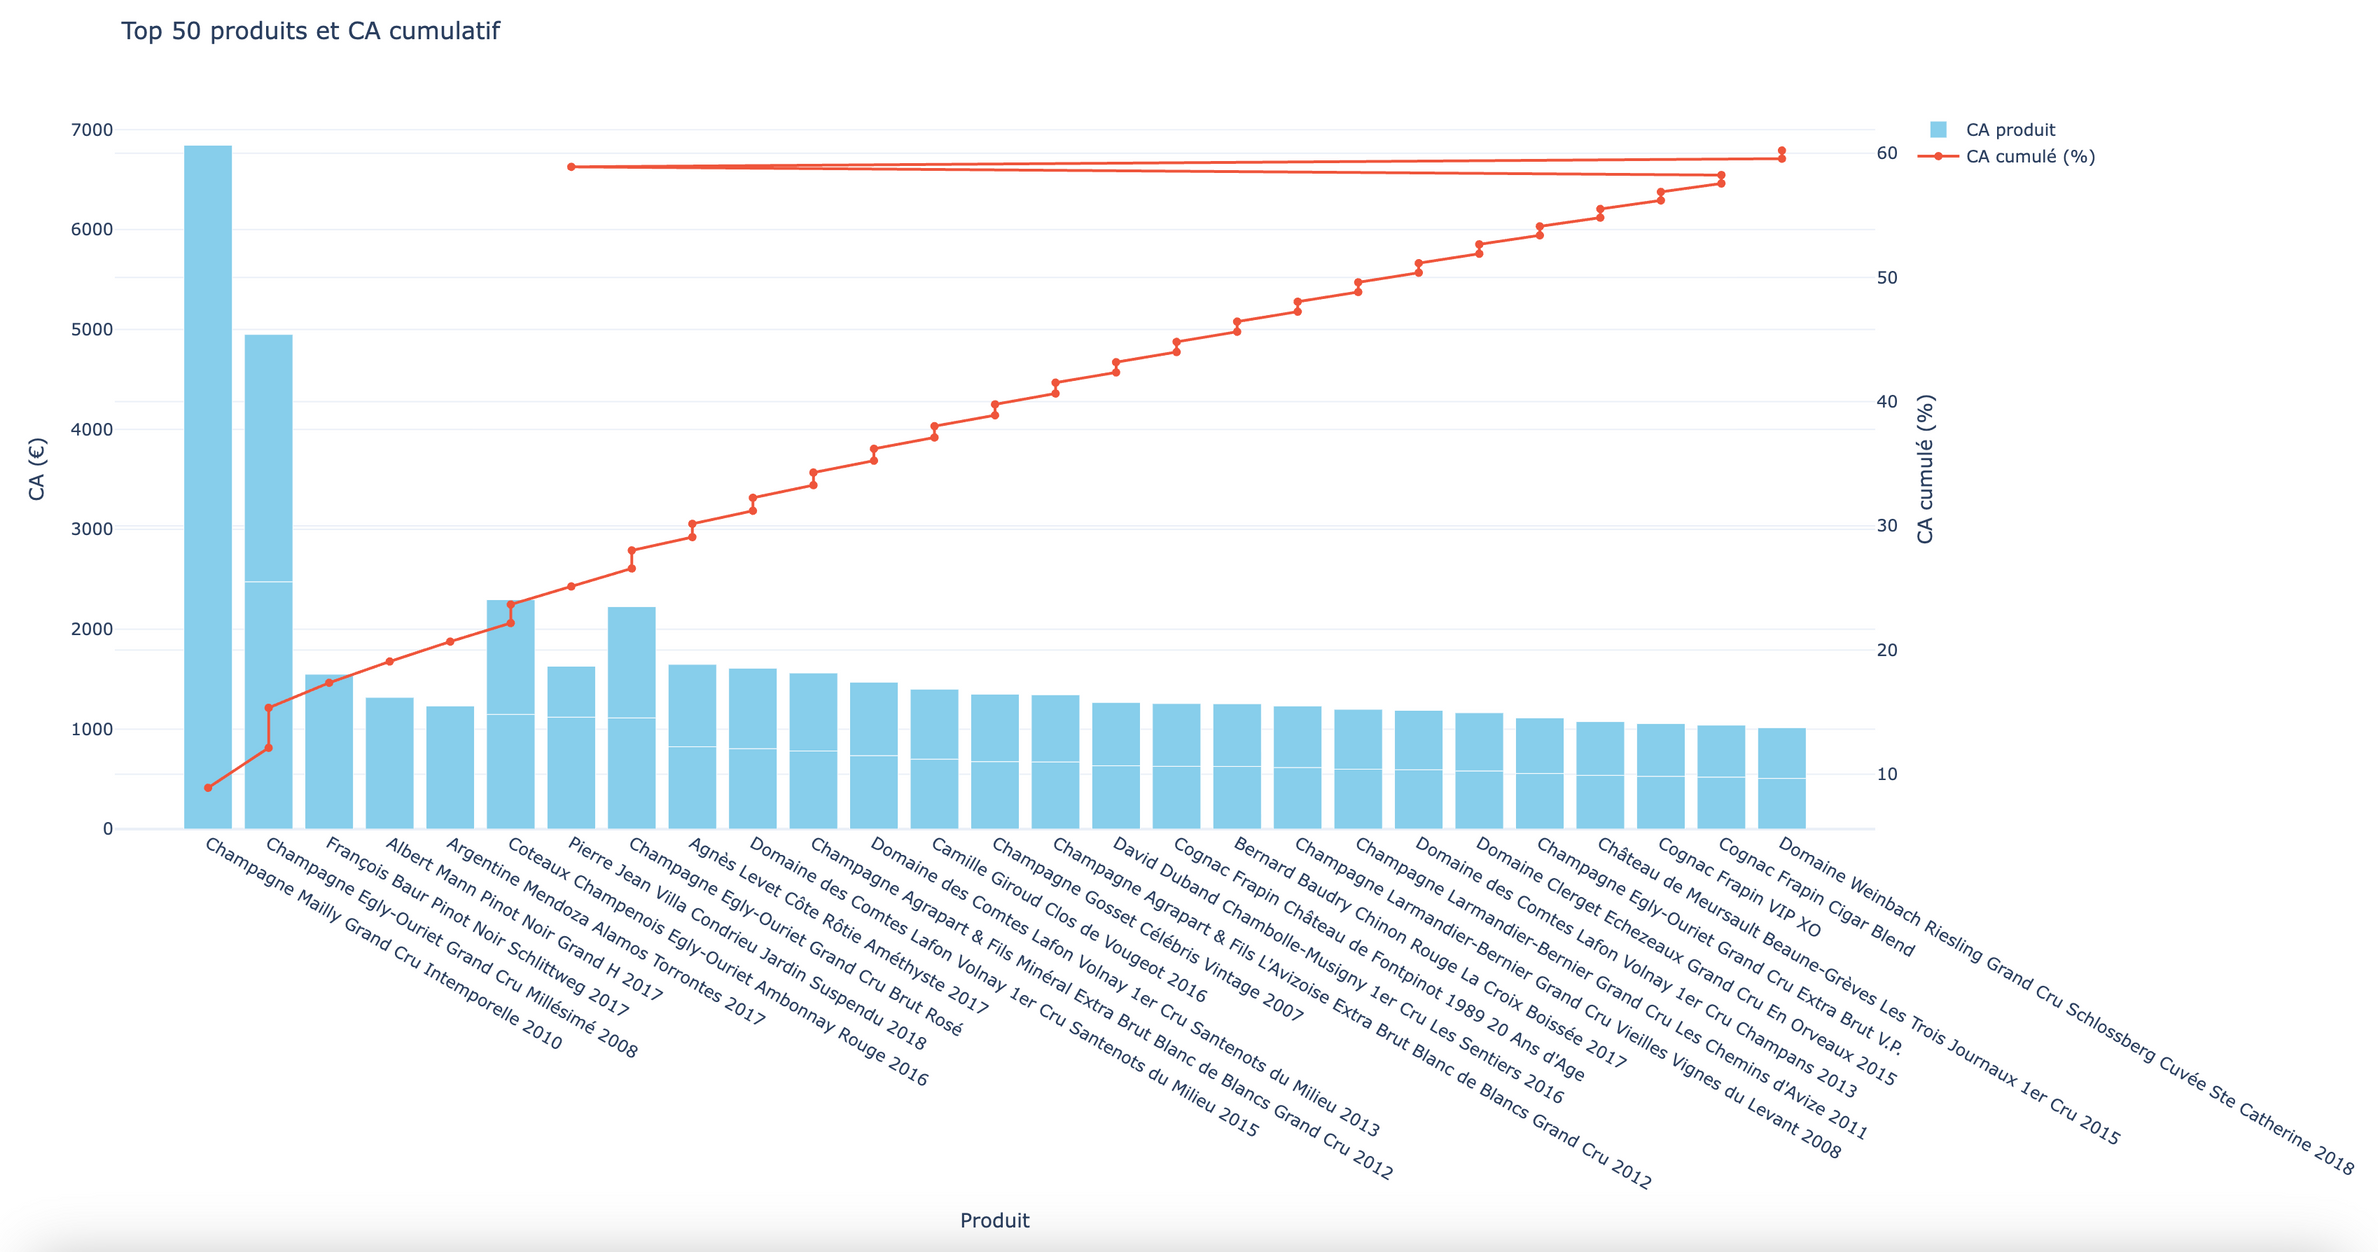 Top 50 produits et CA cumulatif
CA produit
CA cumulé (%)
CA (€)
7000
6000
5000
4000
3000
2000
1000
0
60
50
40
30
20
10
CA cumulé (%)
Champagne Mailly Grand Cru Intemporelle 2010
Champagne Egly-Ouriet Grand Cru Millésimé 2008
François Baur Pinot Noir Schlittweg 2017
Albert Mann Pinot Noir Grand H 2017
Argentine Mendoza Alamos Torrontes 2017
Coteaux Champenois Egly-Ouriet Ambonnay Rouge 2016
Pierre Jean Villa Condrieu Jardin Suspendu 2018
Champagne Egly-Ouriet Grand Cru Brut Rosé
Agnès Levet Côte Rôtie Améthyste 2017
Domaine des Comtes Lafon Volnay 1er Cru Santenots du Milieu 2015
Champagne Agrapart & Fils Minéral Extra Brut Blanc de Blancs Grand Cru 2012
Domaine des Comtes Lafon Volnay 1er Cru Santenots du Milieu 2013
Camille Giroud Clos de Vougeot 2016
Champagne Gosset Célébris Vintage 2007
Champagne Agrapart & Fils L'Avizoise Extra Brut Blanc de Blancs Grand Cru 2012
David Duband Chambolle-Musigny 1er Cru Les Sentiers 2016
Cognac Frapin Château de Fontpinot 1989 20 Ans d'Age
Bernard Baudry Chinon Rouge La Croix Boissée 2017
Champagne Larmandier-Bernier Grand Cru Vieilles Vignes du Levant 2008
Champagne Larmandier-Bernier Grand Cru Les Chemins d'Avize 2011
Domaine des Comtes Lafon Volnay 1er Cru Champans 2013
Domaine Clerget Echezeaux Grand Cru En Orveaux 2015
Champagne Egly-Ouriet Grand Cru Extra Brut V.P.
Château de Meursault Beaune-Grèves Les Trois Journaux 1er Cru 2015
Cognac Frapin VIP XO
Cognac Frapin Cigar Blend
Domaine Weinbach Riesling Grand Cru Schlossberg Cuvée Ste Catherine 2018
Produit